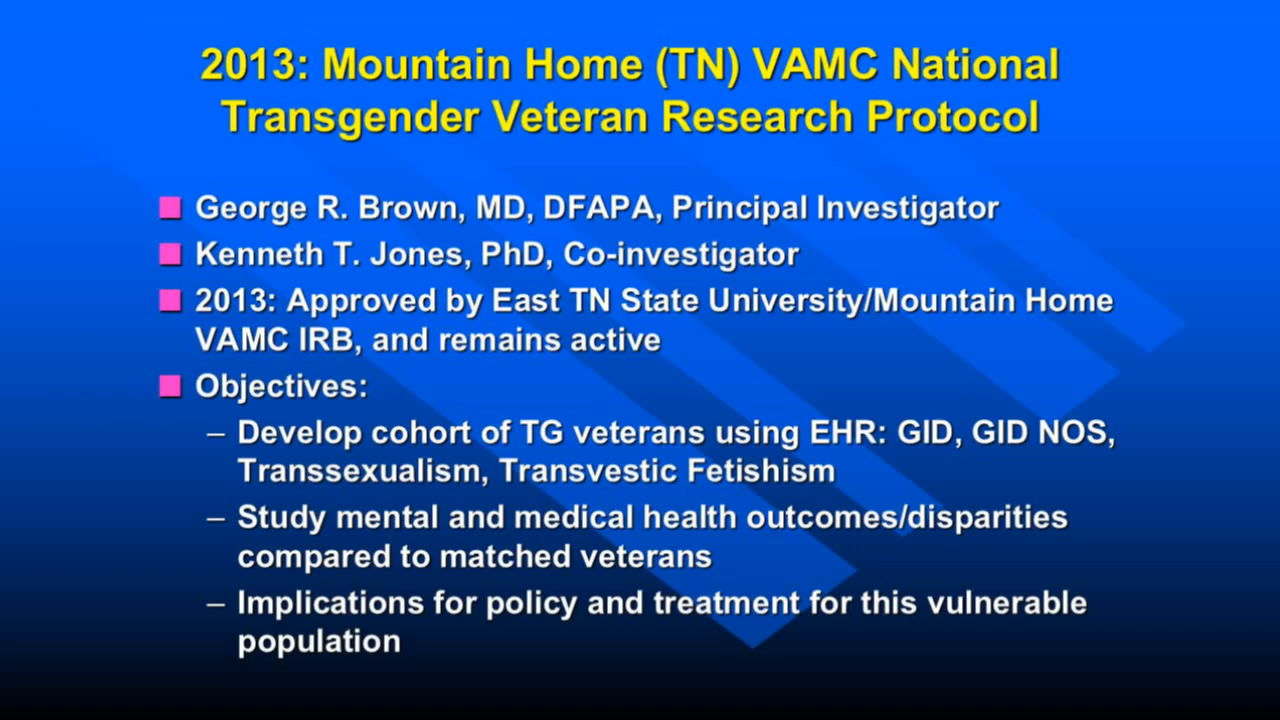 2013: Mountain Home (TN) VAMC National
Transgender Veteran Research Protocol
George R. Brown, MD, DFAPA, Principal Investigator
Kenneth T. Jones, PhD, Co-investigator
2013: Approved by East TN State University/Mountain Home
VAMC IRB, and remains active
Objectives:
– Develop cohort of TG veterans using EHR: GID, GID NOS,
Transsexualism, Transvestic Fetishism
– Study mental and medical health outcomes/disparities
compared to matched veterans
– Implications for policy and treatment for this vulnerable
population